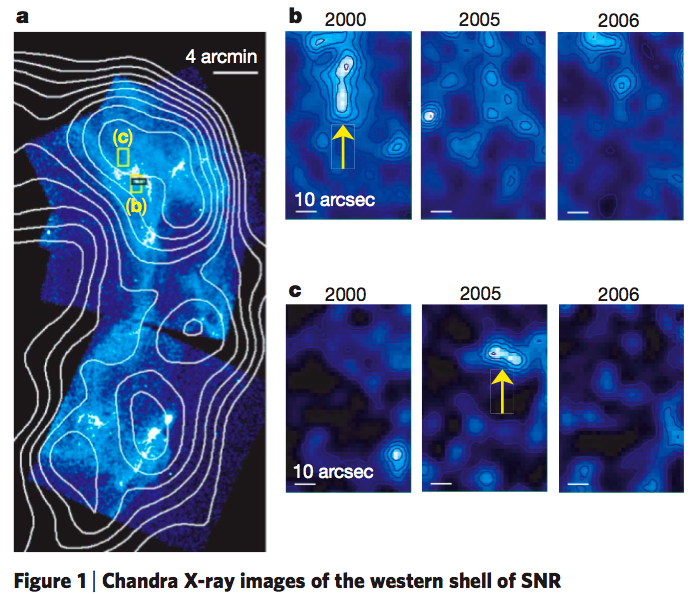 a
4 arcmin
(c)
(b)
b
2000 2005 2006
10 arcsec
c
2000 2005 2006
10 arcsec
Figure 1 | Chandra X-ray images of the western shell of SNR